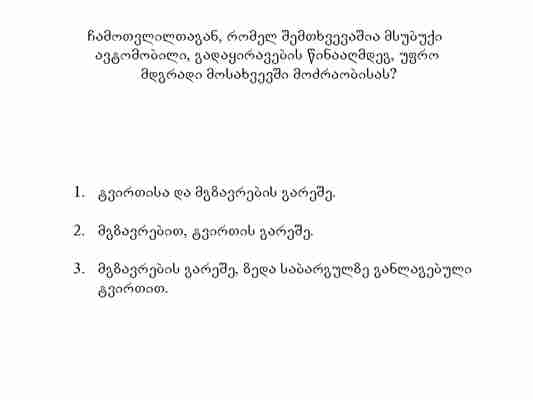 ჩამოთვლილთაგან, რომელ შემთხვევაშია მსუბუქი
ავტომობილი, გადაყირავების წინააღმდეგ, უფრო
მდგრადი მოსახვევში მოძრაობისას?
1. ტვირთისა და მგზავრების გარეშე.
2. მგზავრებით, ტვირთის გარეშე.
3. მგზავრების გარეშე, ზედა საბარგულზე განლაგებული
ტვირთით.